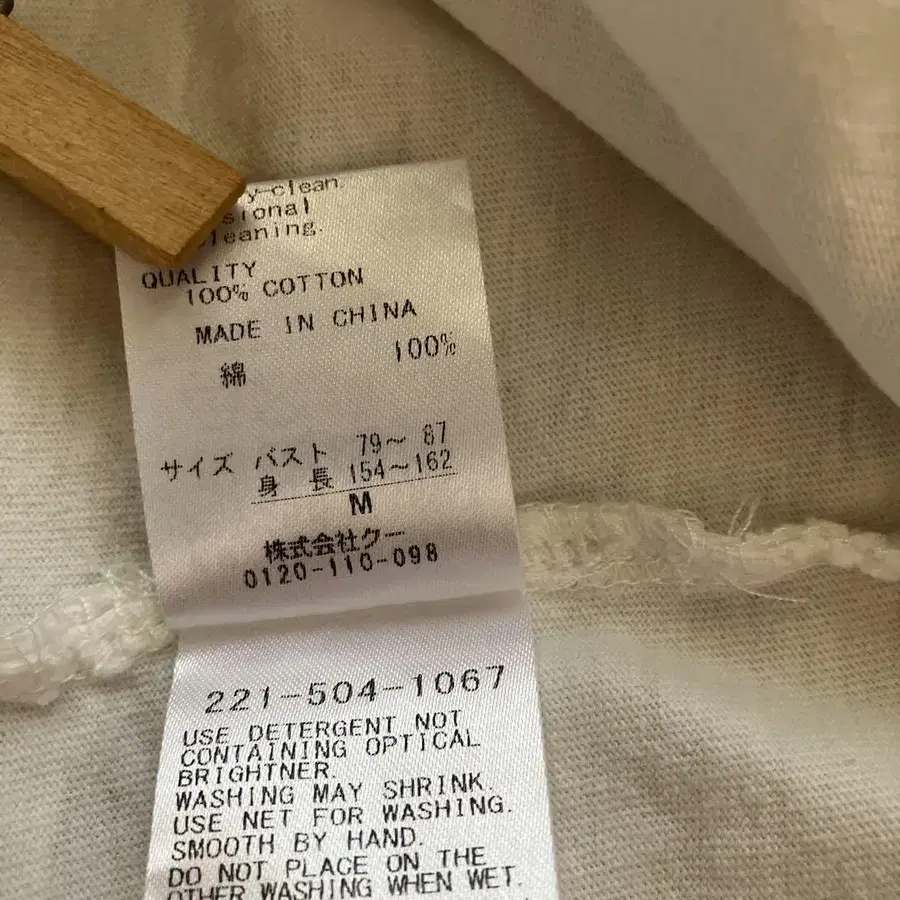 y-clean.
sional
leaning.
QUALITY
100% COTTON
MADE IN CHINA
綿 100%
サイズ バスト 79〜 87
身 長 154〜162
M
株式会社クー
0120-110-098
221-504-1067
USE DETERGENT NOT
CONTAINING OPTICAL
BRIGHTNER.
WASHING MAY SHRINK.
USE NET FOR WASHING.
SMOOTH BY HAND.
DO NOT PLACE ON THE
OTHER WASHING WHEN WET.